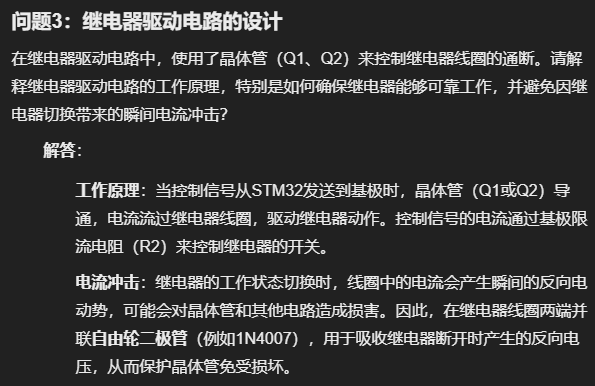 问题3：继电器驱动电路的设计
在继电器驱动电路中，使用了晶体管（Q1、Q2）来控制继电器线圈的通断。请解
释继电器驱动电路的工作原理，特别是如何确保继电器能够可靠工作，并避免因继
电器切换带来的瞬间电流冲击？
解答：
工作原理：当控制信号从STM32发送到基极时，晶体管（Q1或Q2）导
通，电流流过继电器线圈，驱动继电器动作。控制信号的电流通过基极限
流电阻（R2）来控制继电器的开关。
电流冲击：继电器的工作状态切换时，线圈中的电流会产生瞬间的反向电
动势，可能会对晶体管和其他电路造成损害。因此，在继电器线圈两端并
联自由轮二极管（例如1N4007），用于吸收继电器断开时产生的反向电
压，从而保护晶体管免受损坏。